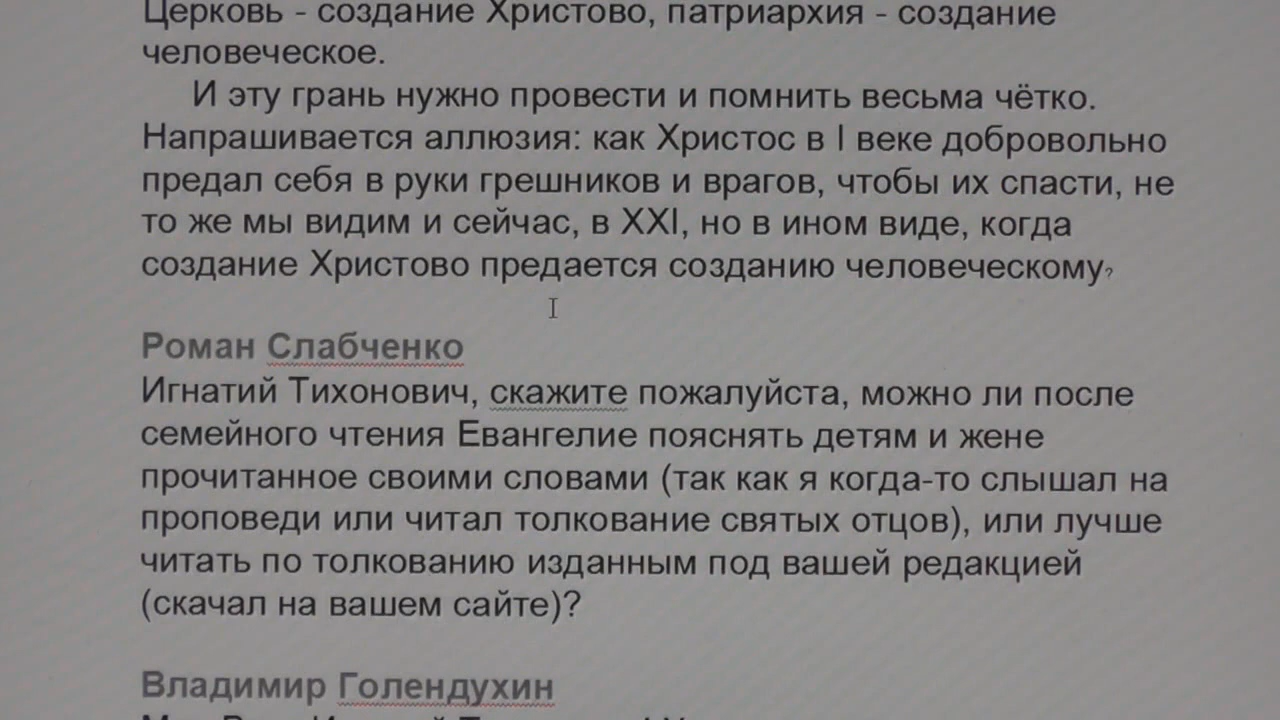 Церковь - создание Христово, патриархия - создание
человеческое.
И эту грань нужно провести и помнить весьма чётко.
Напрашивается аллюзия: как Христос в I веке добровольно
предал себя в руки грешников и врагов, чтобы их спасти, не
то же мы видим и сейчас, в XXI, но в ином виде, когда
создание Христово предается созданию человеческому?
Роман Слабченко
Игнатий Тихонович, скажите пожалуйста, можно ли после
семейного чтения Евангелие пояснять детям и жене
прочитанное своими словами (так как я когда-то слышал на
проповеди или читал толкование святых отцов), или лучше
читать по толкованию изданным под вашей редакцией
(скачал на вашем сайте)?
Владимир Голендухин